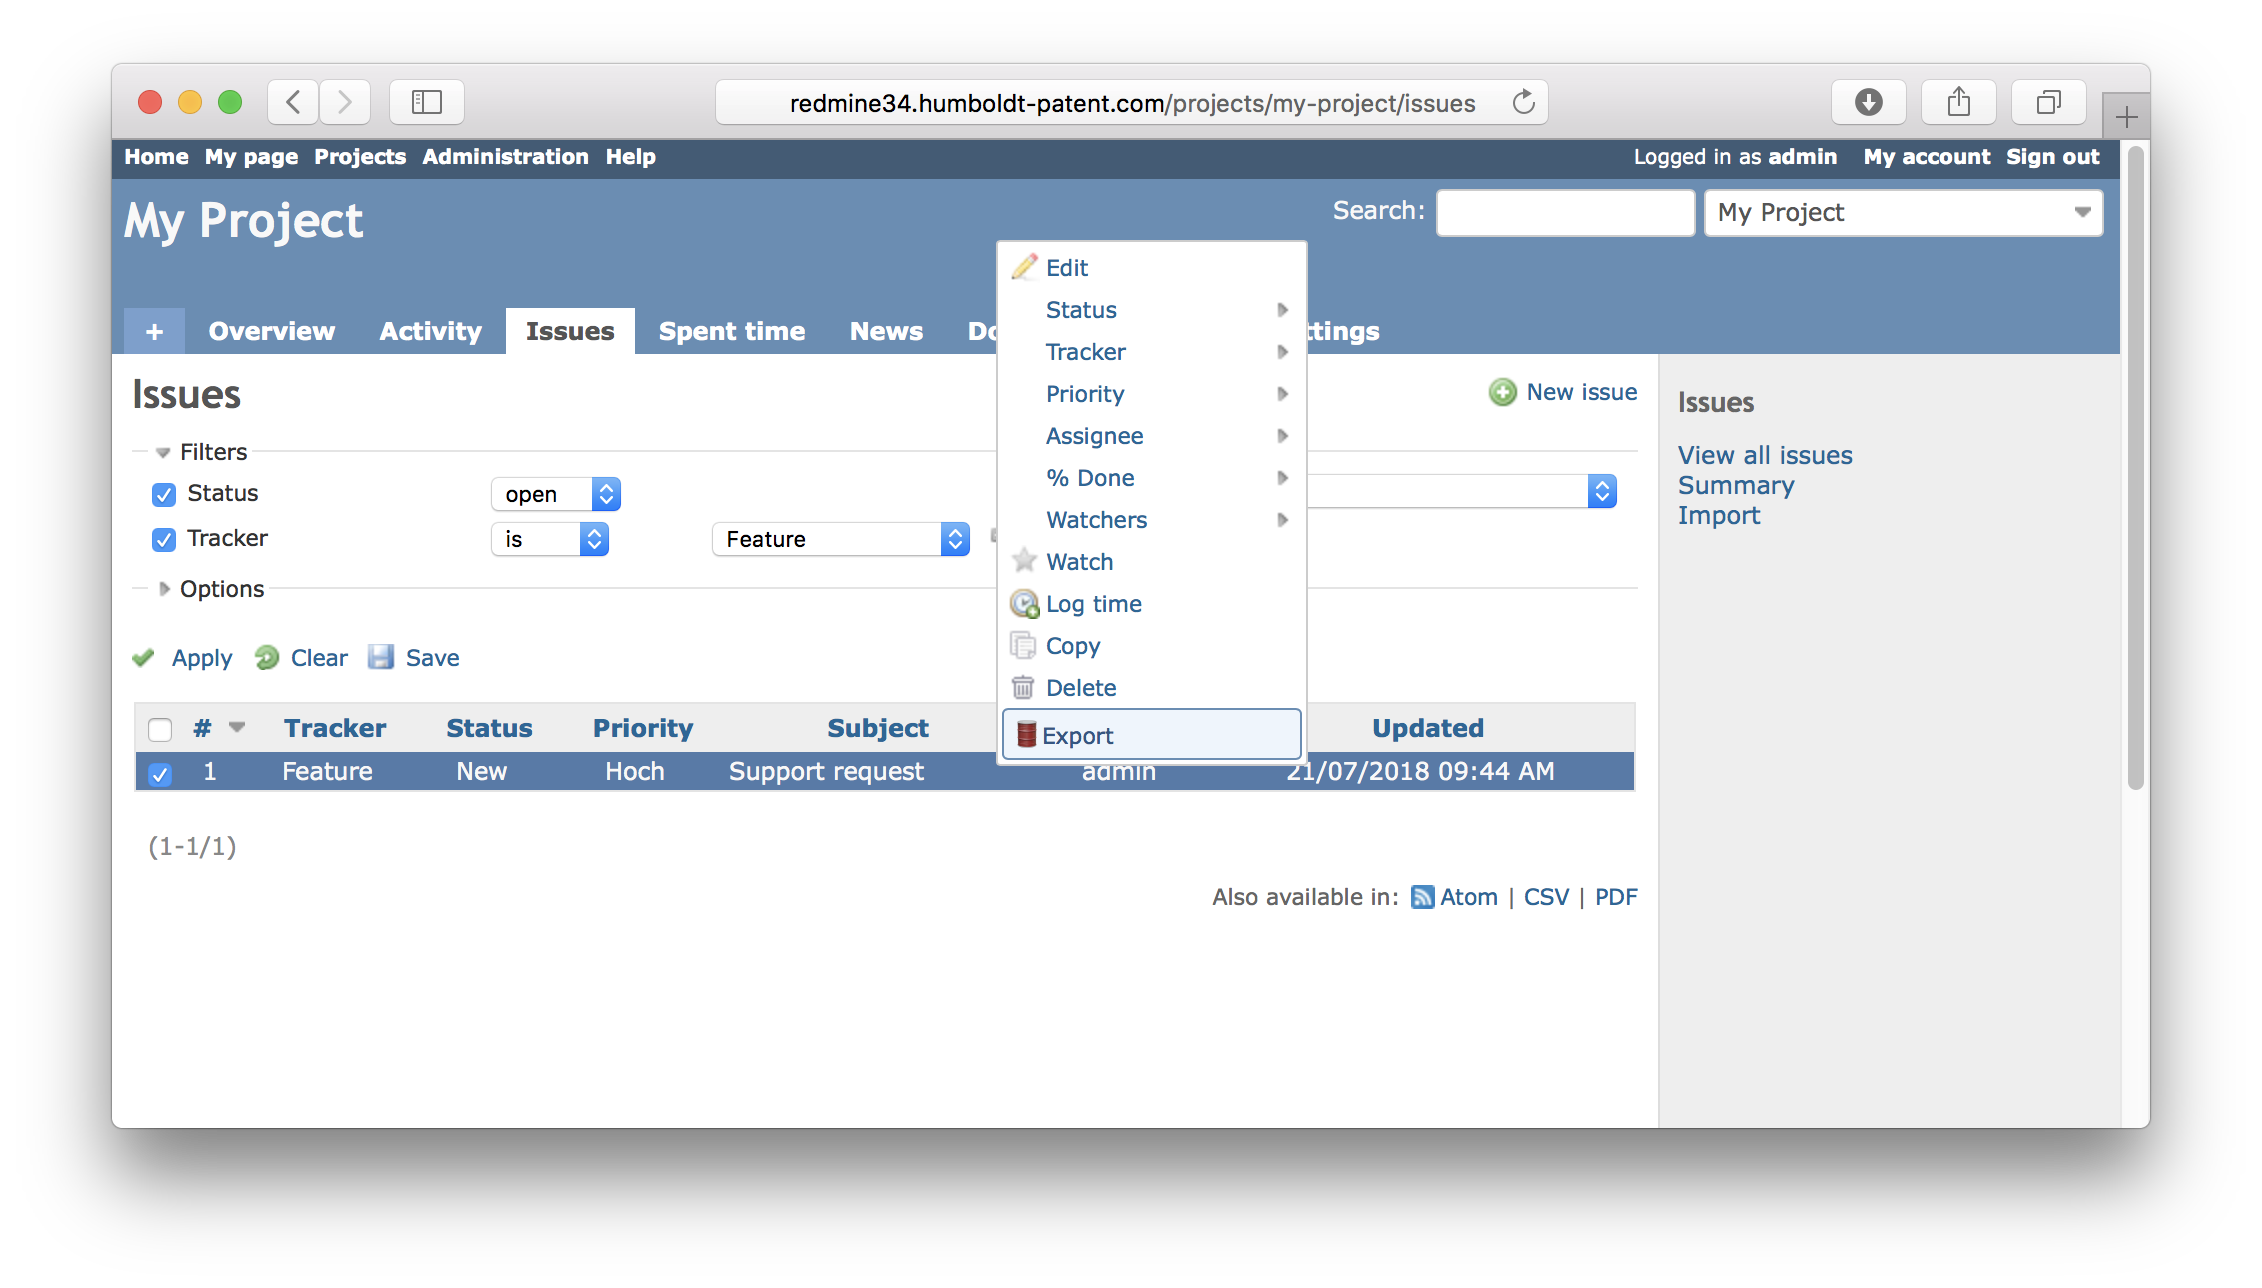 redmine34.humboldt-patent.com/projects/my-project/issues
Home My page Projects Administration Help
Logged in as admin My account Sign out
My Project
Search:
My Project
+ Overview Activity Issues Spent time News
Edit
Status
Tracker
Priority
Assignee
% Done
Watchers
Watch
Log time
Copy
Delete
Export
Issues
New issue
Filters
Status open
Tracker is Feature
Options
Apply Clear Save
# Tracker Status Priority Subject Updated
1 Feature New Hoch Support request admin 21/07/2018 09:44 AM
(1-1/1)
Also available in: Atom | CSV | PDF
Issues
View all issues
Summary
Import